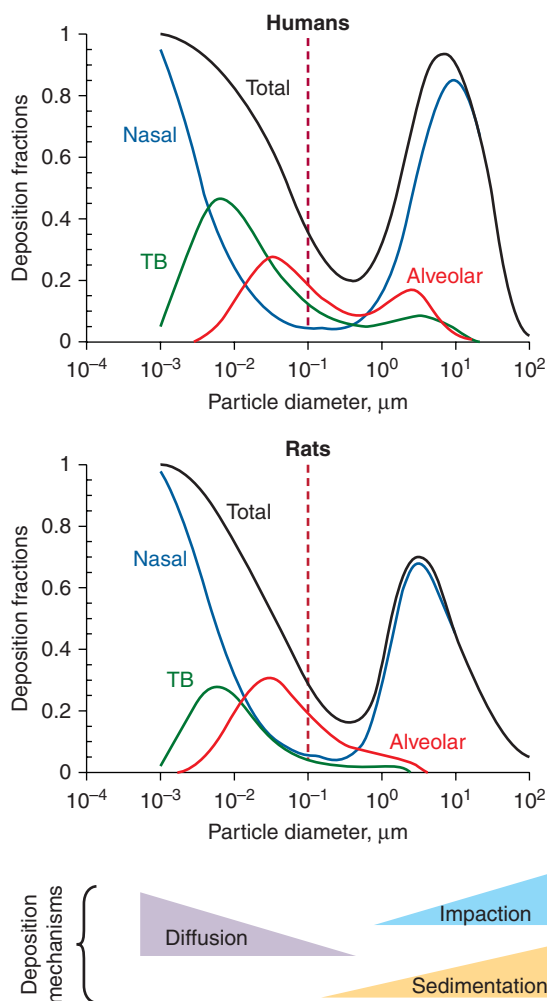 Humans
1
0.8
0.6
0.4
0.2
0
Deposition fractions
Total
Nasal
TB
Alveolar
10⁻⁴ 10⁻³ 10⁻² 10⁻¹ 10⁰ 10¹ 10²
Particle diameter, μm
Rats
1
0.8
0.6
0.4
0.2
0
Deposition fractions
Total
Nasal
TB
Alveolar
10⁻⁴ 10⁻³ 10⁻² 10⁻¹ 10⁰ 10¹ 10²
Particle diameter, μm
Deposition
mechanisms
Diffusion
Impaction
Sedimentation